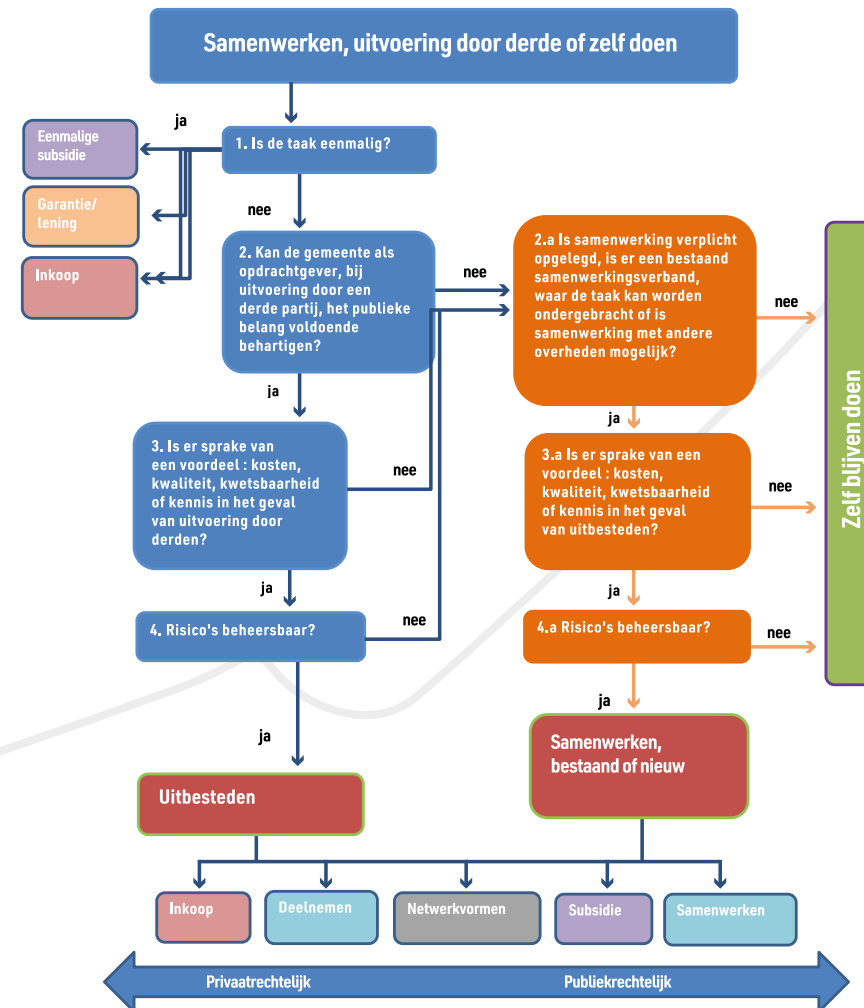 Samenwerken, uitvoering door derde of zelf doen
ja
Eenmalige
subsidie
1. Is de taak eenmalig?
Garantie/
lening
nee
Inkoop
2. Kan de gemeente als
opdrachtgever, bij
uitvoering door een
derde partij, het publieke
belang voldoende
behartigen?
nee
2.a Is samenwerking verplicht
opgelegd, is er een bestaand
samenwerkingsverband,
waar de taak kan worden
ondergebracht of is
samenwerking met andere
overheden mogelijk?
nee
Zelf blijven doen
ja
ja
3. Is er sprake van
een voordeel : kosten,
kwaliteit, kwetsbaarheid
of kennis in het geval
van uitvoering door
derden?
nee
3.a Is er sprake van een
voordeel : kosten,
kwaliteit, kwetsbaarheid
of kennis in het geval
van uitbesteden?
nee
ja
ja
4. Risico's beheersbaar?
nee
4.a Risico's beheersbaar?
nee
ja
ja
Uitbesteden
Samenwerken,
bestaand of nieuw
Inkoop
Deelnemen
Netwerkvormen
Subsidie
Samenwerken
Privaatrechtelijk
Publiekrechtelijk